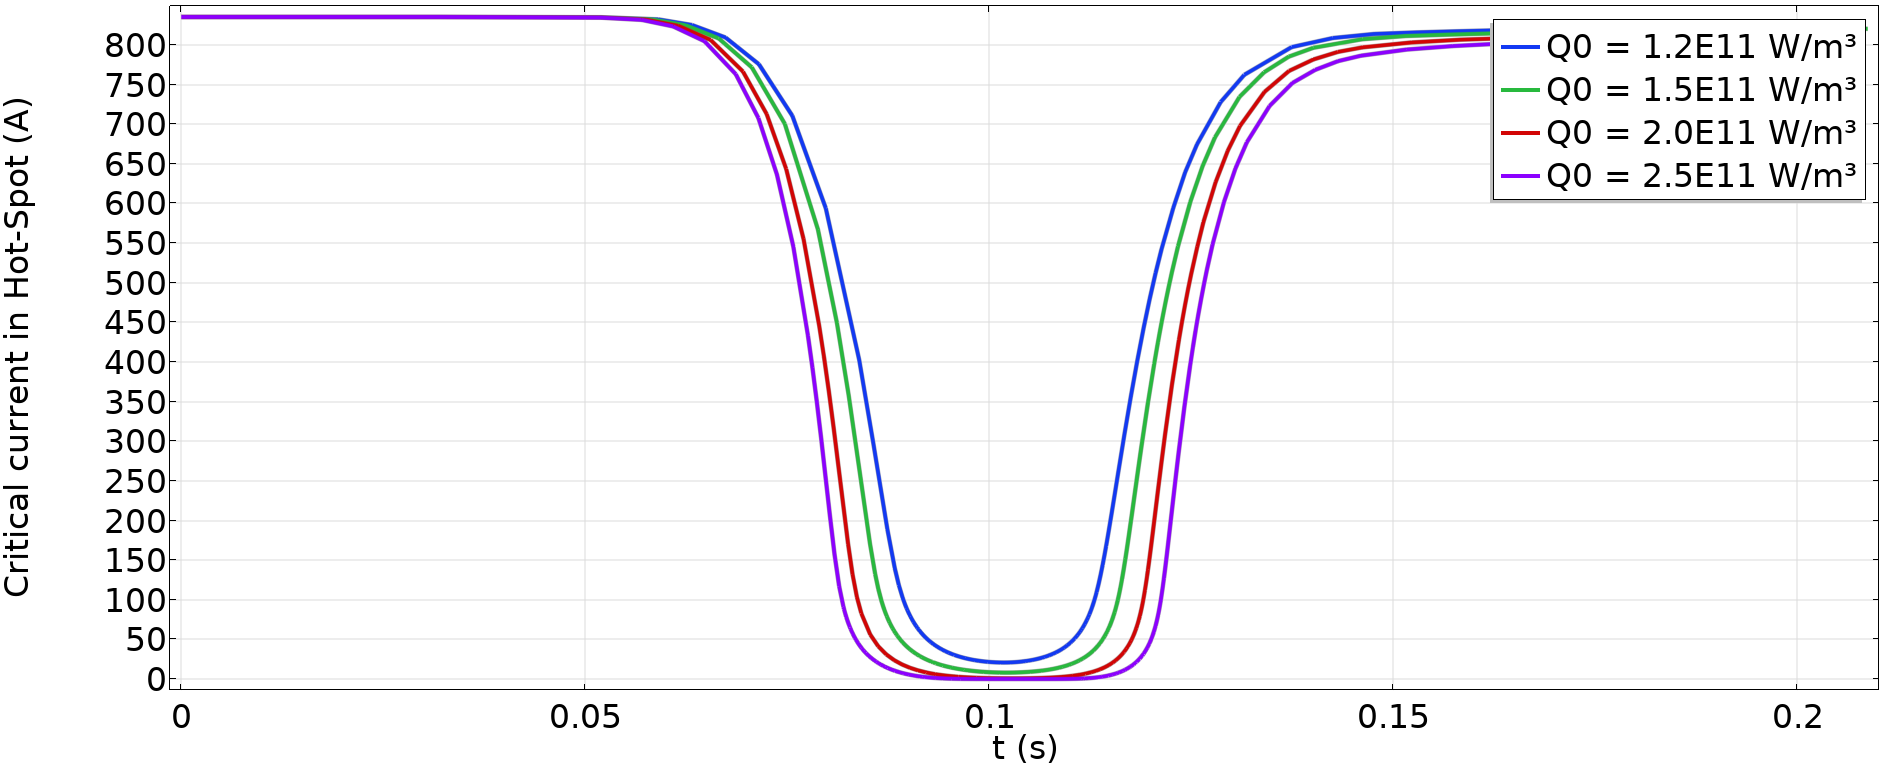 Critical current in Hot-Spot (A)
800
750
700
650
600
550
500
450
400
350
300
250
200
150
100
50
0
Q0 = 1.2E11 W/m³
Q0 = 1.5E11 W/m³
Q0 = 2.0E11 W/m³
Q0 = 2.5E11 W/m³
0 0.05 0.1 0.15 0.2
t (s)